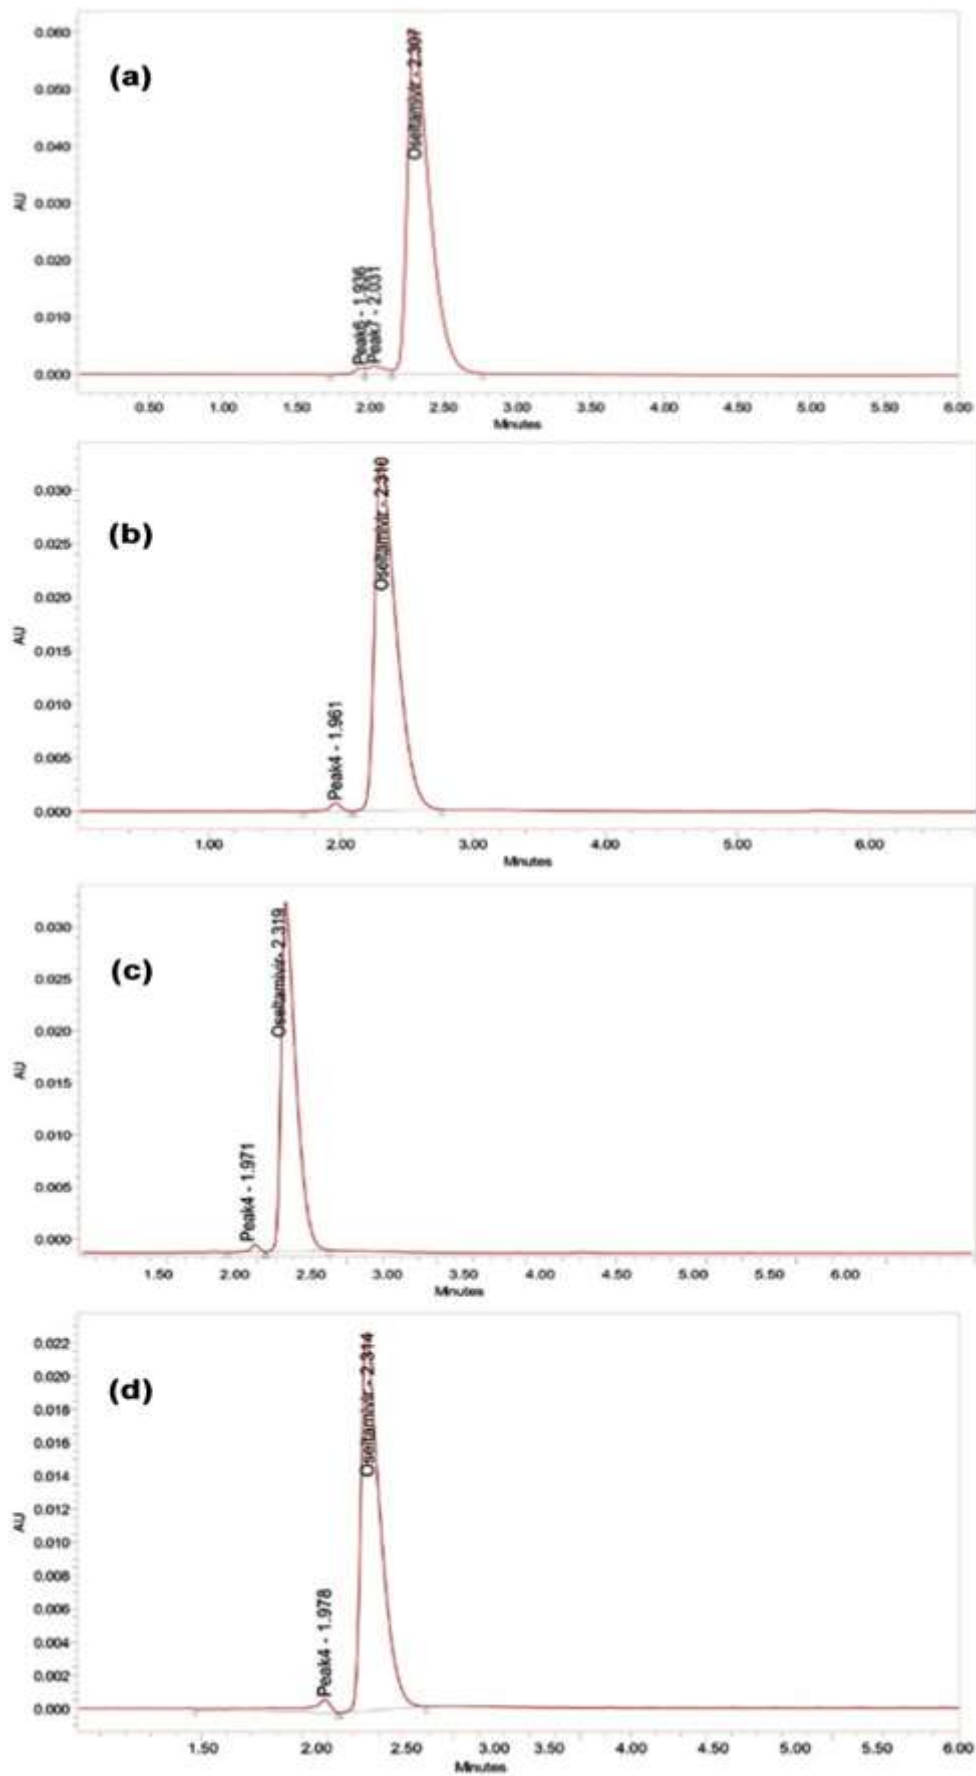 (a)
AU
0.060
0.050
0.040
0.030
0.020
0.010
0.000
Peak6 - 1.936
Peak7 - 2.031
Oseltamivir - 2.307
0.50 1.00 1.50 2.00 2.50 3.00 3.50 4.00 4.50 5.00 5.50 6.00
Minutes
(b)
AU
0.030
0.025
0.020
0.015
0.010
0.005
0.000
Peak4 - 1.961
Oseltamivir - 2.316
1.00 2.00 3.00 4.00 5.00 6.00
Minutes
(c)
AU
0.030
0.025
0.020
0.015
0.010
0.005
0.000
Peak4 - 1.971
Oseltamivir- 2.319
1.50 2.00 2.50 3.00 3.50 4.00 4.50 5.00 5.50 6.00
Minutes
(d)
AU
0.022
0.020
0.018
0.016
0.014
0.012
0.010
0.008
0.006
0.004
0.002
0.000
Peak4 - 1.978
Oseltamivir - 2.314
1.50 2.00 2.50 3.00 3.50 4.00 4.50 5.00 5.50 6.00
Minutes